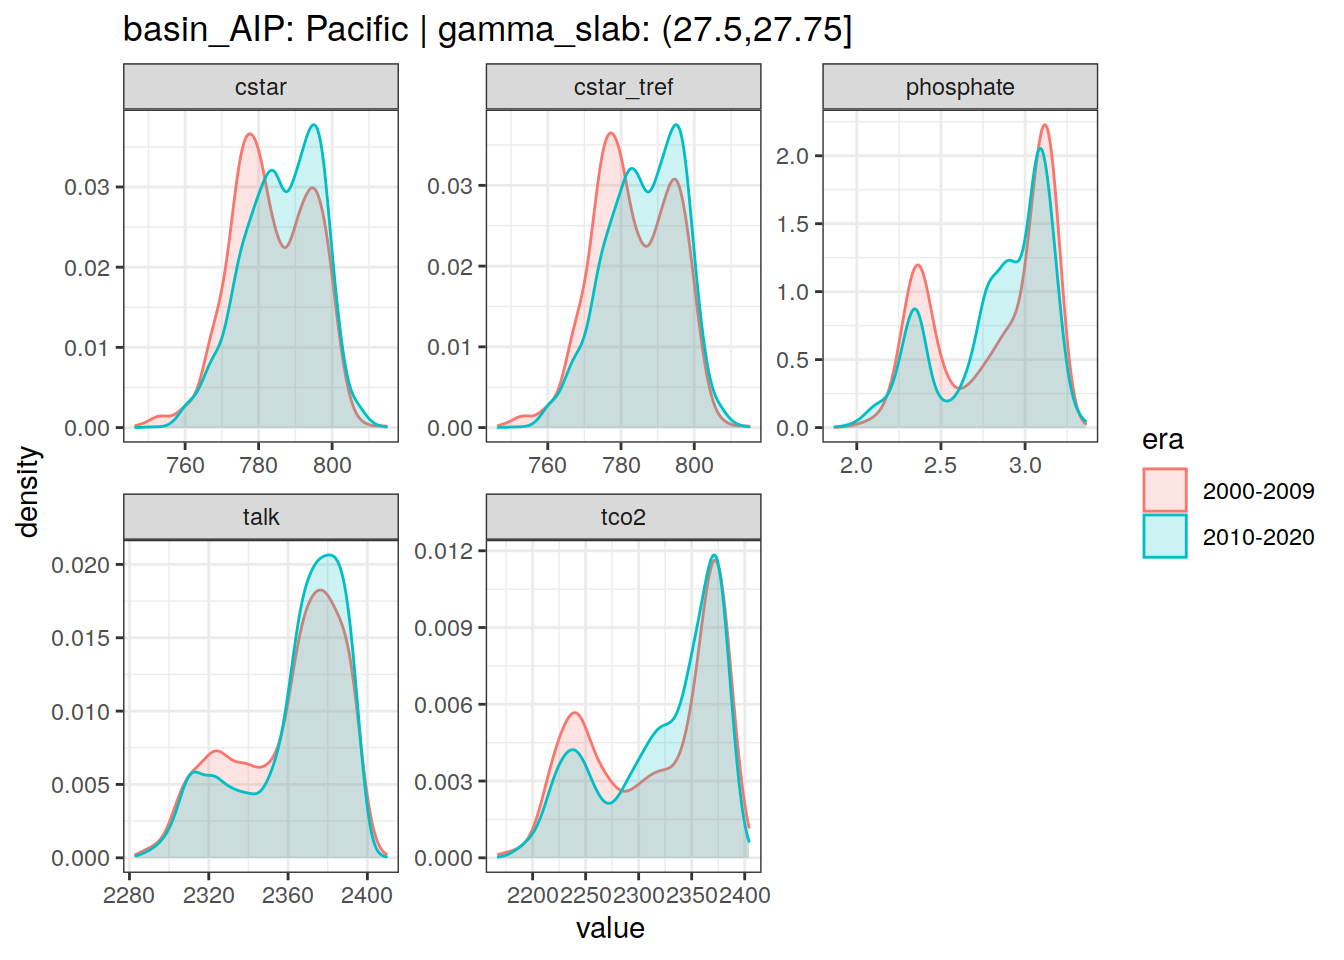 basin_AIP: Pacific | gamma_slab: (27.5,27.75]
cstar
cstar_tref
phosphate
0.03
0.02
0.01
0.00
760 780 800
0.03
0.02
0.01
0.00
760 780 800
2.0
1.5
1.0
0.5
0.0
2.0 2.5 3.0
talk
tco2
0.020
0.015
0.010
0.005
0.000
2280 2320 2360 2400
0.012
0.009
0.006
0.003
0.000
2200 2250 2300 2350 2400
density
value
era
2000-2009
2010-2020